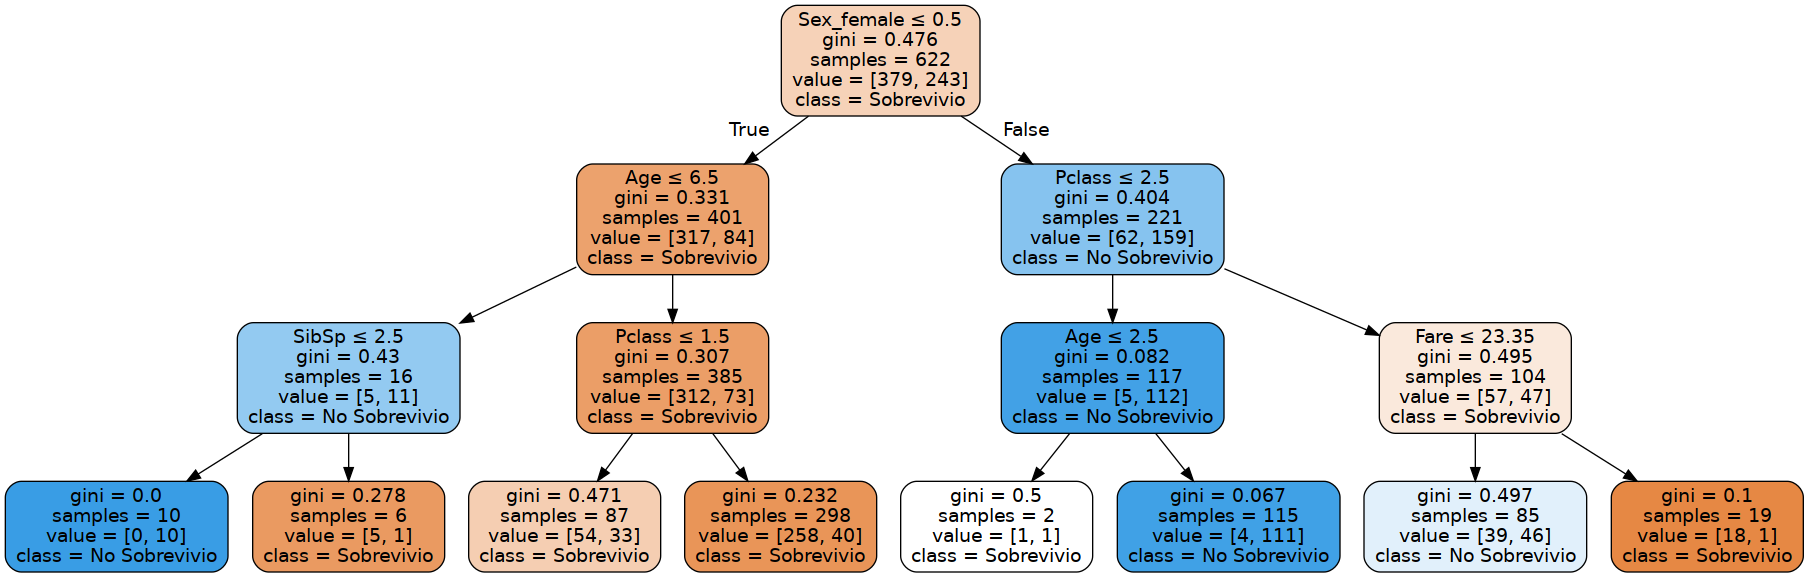 Sex_female ≤ 0.5
gini = 0.476
samples = 622
value = [379, 243]
class = Sobrevivio
True
False
Age ≤ 6.5
gini = 0.331
samples = 401
value = [317, 84]
class = Sobrevivio
Pclass ≤ 2.5
gini = 0.404
samples = 221
value = [62, 159]
class = No Sobrevivio
SibSp ≤ 2.5
gini = 0.43
samples = 16
value = [5, 11]
class = No Sobrevivio
Pclass ≤ 1.5
gini = 0.307
samples = 385
value = [312, 73]
class = Sobrevivio
Age ≤ 2.5
gini = 0.082
samples = 117
value = [5, 112]
class = No Sobrevivio
Fare ≤ 23.35
gini = 0.495
samples = 104
value = [57, 47]
class = Sobrevivio
gini = 0.0
samples = 10
value = [0, 10]
class = No Sobrevivio
gini = 0.278
samples = 6
value = [5, 1]
class = Sobrevivio
gini = 0.471
samples = 87
value = [54, 33]
class = Sobrevivio
gini = 0.232
samples = 298
value = [258, 40]
class = Sobrevivio
gini = 0.5
samples = 2
value = [1, 1]
class = Sobrevivio
gini = 0.067
samples = 115
value = [4, 111]
class = No Sobrevivio
gini = 0.497
samples = 85
value = [39, 46]
class = No Sobrevivio
gini = 0.1
samples = 19
value = [18, 1]
class = Sobrevivio